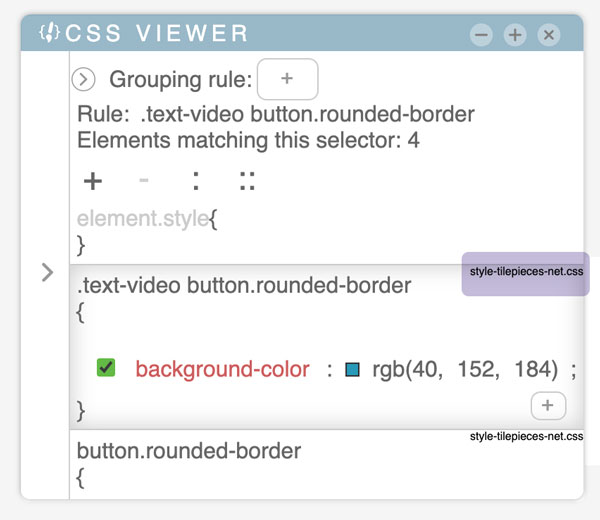 CSS VIEWER
Grouping rule: +
Rule: .text-video button.rounded-border
Elements matching this selector: 4
+ - : ::
element.style{
}
style-tilepieces-net.css
.text-video button.rounded-border
{
background-color : rgb(40, 152, 184) ;
+
}
style-tilepieces-net.css
button.rounded-border
{